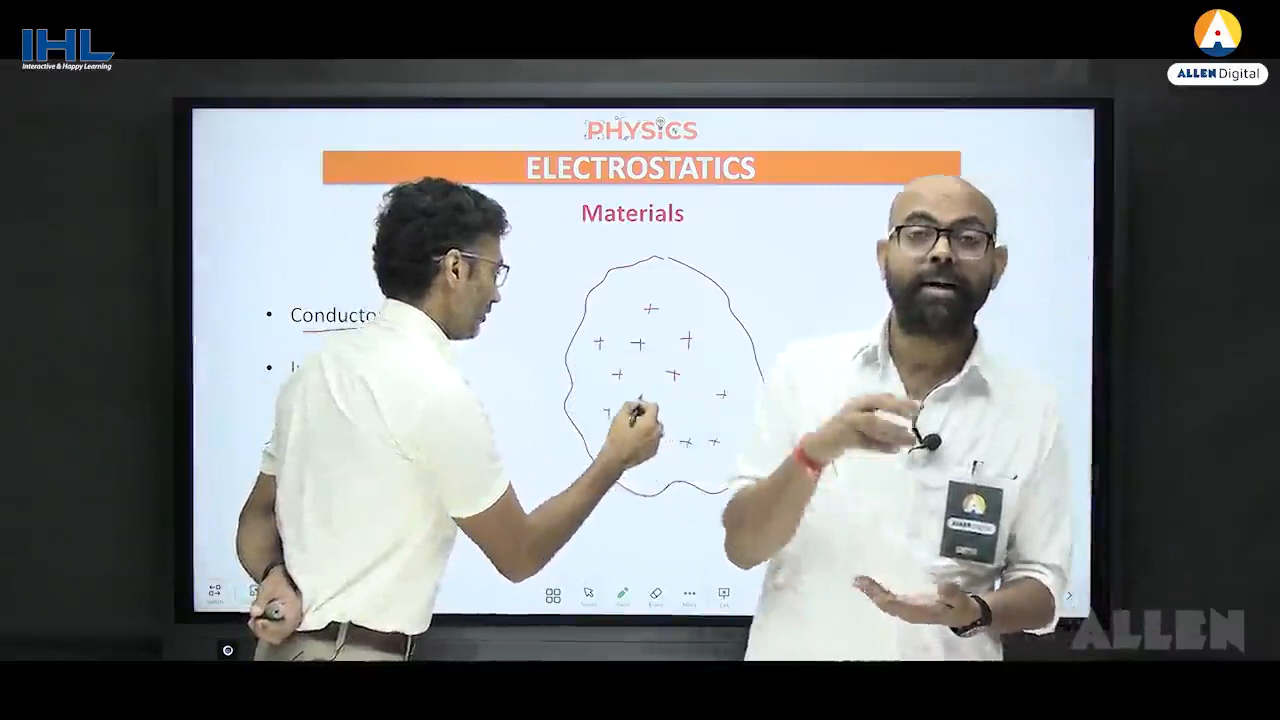 IHL
Interactive & Happy Learning
ALLEN Digital
PHYSICS
ELECTROSTATICS
Materials
• Conducto
ALLEN